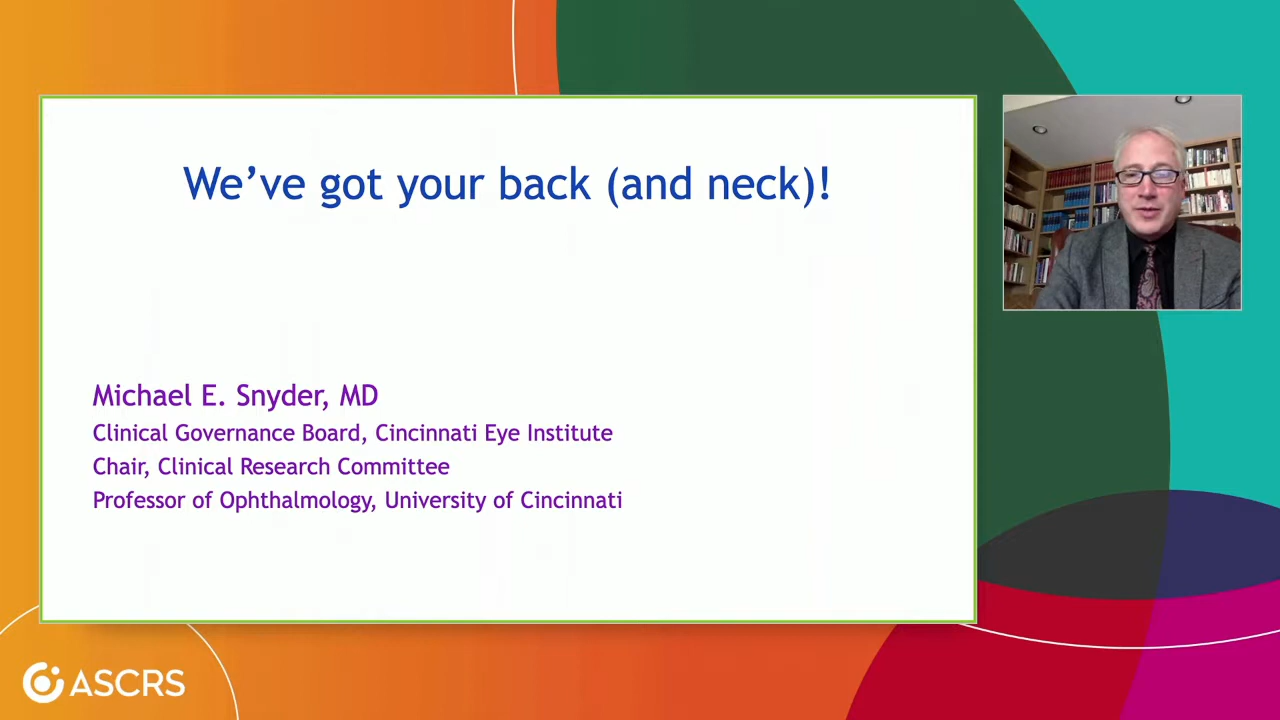 We’ve got your back (and neck)!
Michael E. Snyder, MD
Clinical Governance Board, Cincinnati Eye Institute
Chair, Clinical Research Committee
Professor of Ophthalmology, University of Cincinnati
ASCRS